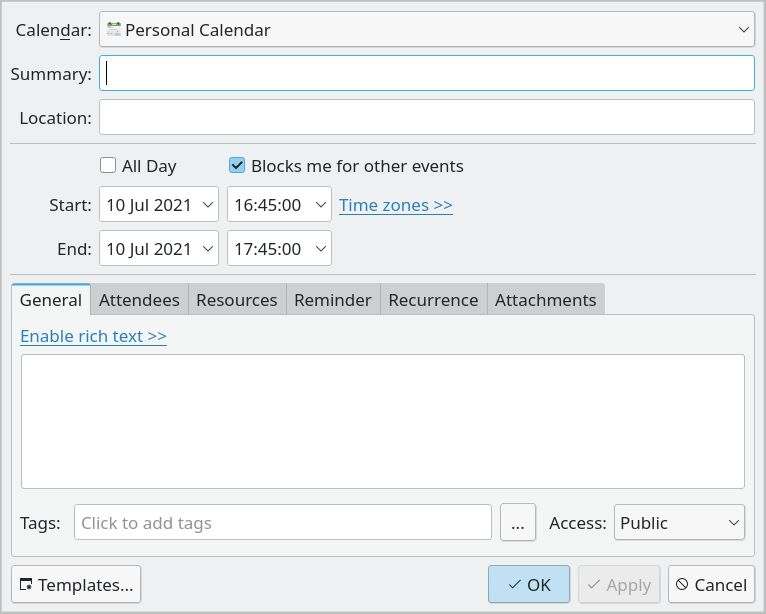 Calendar: Personal Calendar
Summary:
Location:
All Day Blocks me for other events
Start: 10 Jul 2021 16:45:00 Time zones >>
End: 10 Jul 2021 17:45:00
General Attendees Resources Reminder Recurrence Attachments
Enable rich text >>
Tags: Click to add tags ... Access: Public
Templates... OK Apply Cancel